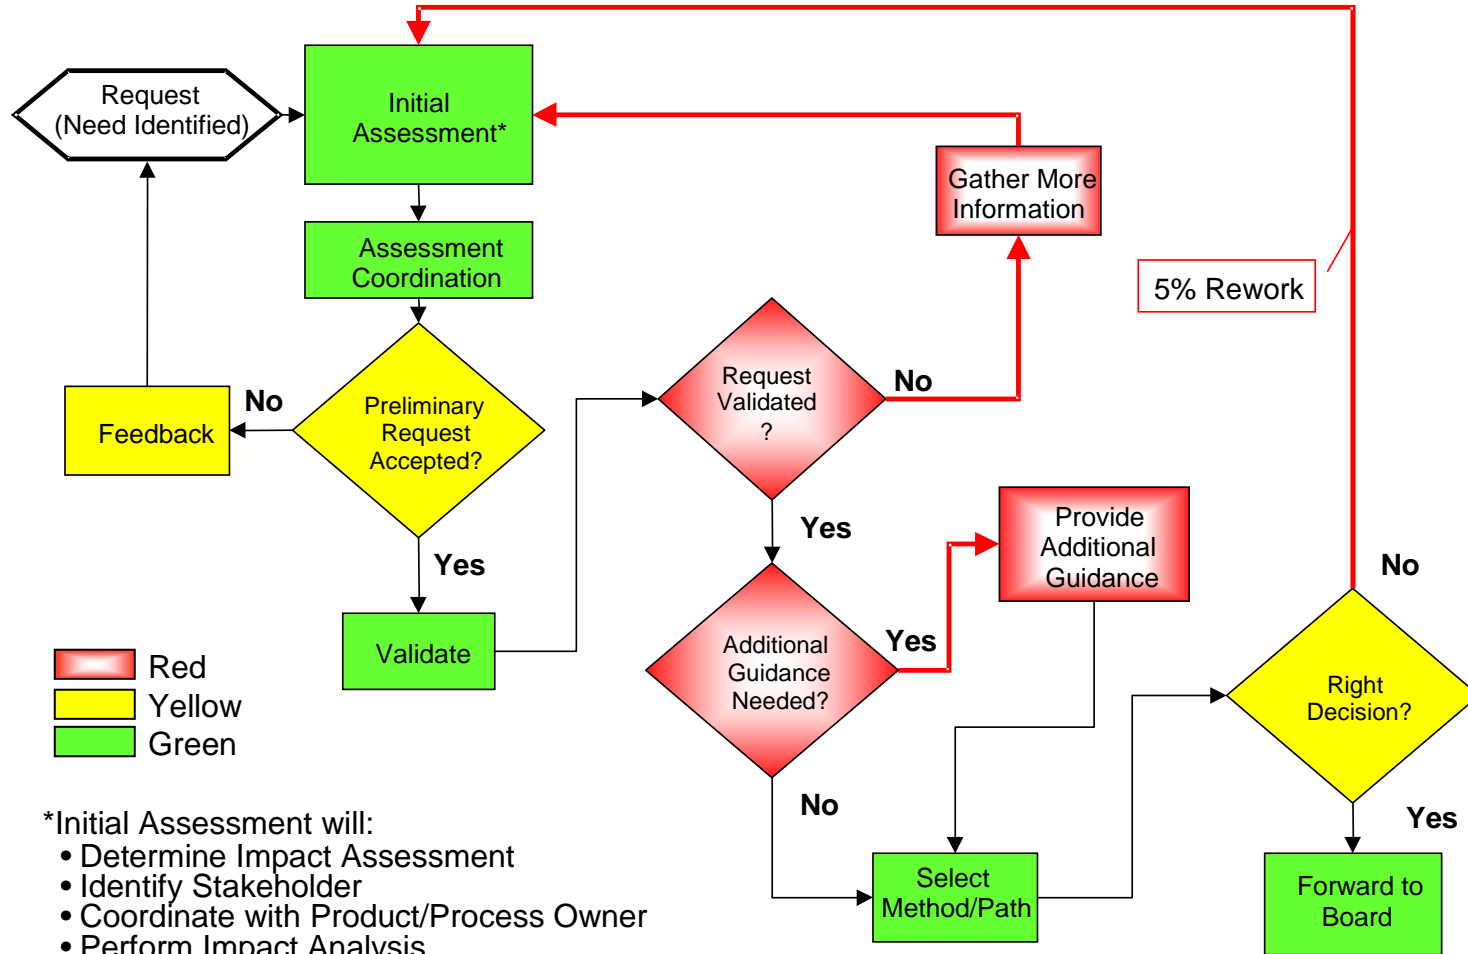 Request
(Need Identified)
Initial
Assessment*
Gather More
Information
Assessment
Coordination
5% Rework
Request
Validated
?
No
Preliminary
Request
Accepted?
No
Feedback
Yes
Validate
Yes
Provide
Additional
Guidance
Additional
Guidance
Needed?
Yes
No
Right
Decision?
No
Yes
Select
Method/Path
Forward to
Board
Red
Yellow
Green
*Initial Assessment will:
• Determine Impact Assessment
• Identify Stakeholder
• Coordinate with Product/Process Owner
• Perform Impact Analysis